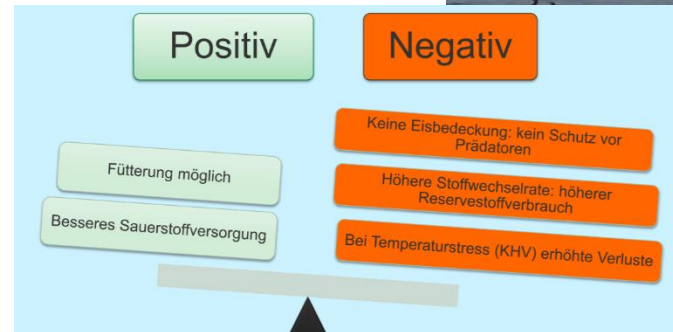 Positiv
Negativ
Fütterung möglich
Besseres Sauerstoffversorgung
Keine Eisbedeckung: kein Schutz vor
Prädatoren
Höhere Stoffwechselrate: höherer
Reservestoffverbrauch
Bei Temperaturstress (KHV) erhöhte Verluste